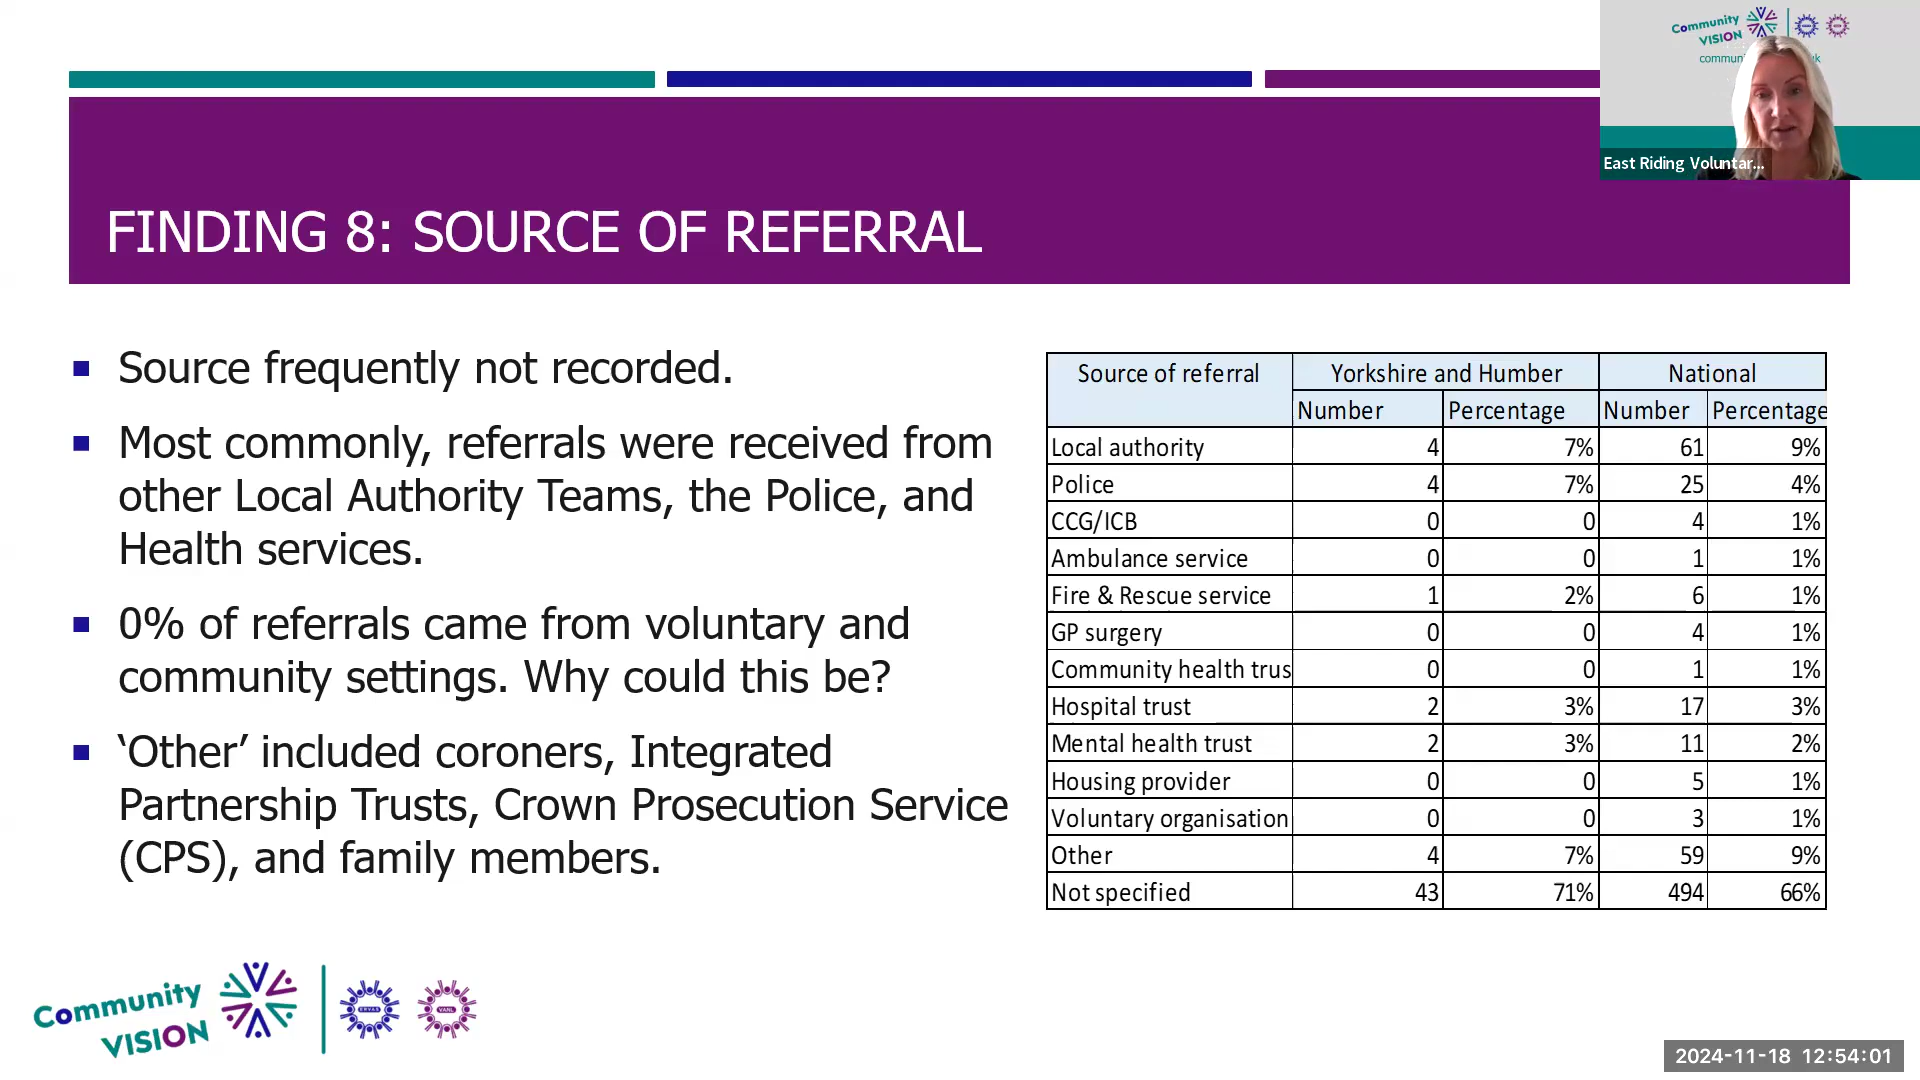 Community
VISION
commun
uk
East Riding Voluntar...
FINDING 8: SOURCE OF REFERRAL
Source frequently not recorded.
Most commonly, referrals were received from
other Local Authority Teams, the Police, and
Health services.
0% of referrals came from voluntary and
community settings. Why could this be?
‘Other’ included coroners, Integrated
Partnership Trusts, Crown Prosecution Service
(CPS), and family members.
Source of referral Yorkshire and Humber National
Number Percentage Number Percentage
Local authority 4 7% 61 9%
Police 4 7% 25 4%
CCG/ICB 0 0 4 1%
Ambulance service 0 0 1 1%
Fire & Rescue service 1 2% 6 1%
GP surgery 0 0 4 1%
Community health trus 0 0 1 1%
Hospital trust 2 3% 17 3%
Mental health trust 2 3% 11 2%
Housing provider 0 0 5 1%
Voluntary organisation 0 0 3 1%
Other 4 7% 59 9%
Not specified 43 71% 494 66%
Community
VISION
ERVAS
VANL
2024-11-18 12:54:01